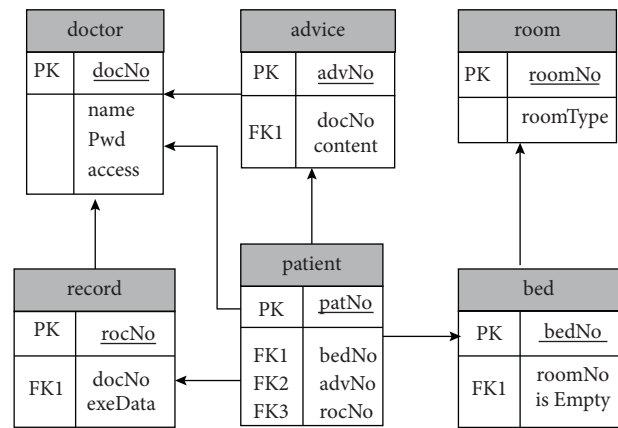 doctor
PK docNo
name
Pwd
access
advice
PK advNo
FK1 docNo
content
room
PK roomNo
roomType
record
PK rocNo
FK1 docNo
exeData
patient
PK patNo
FK1 bedNo
FK2 advNo
FK3 rocNo
bed
PK bedNo
FK1 roomNo
is Empty